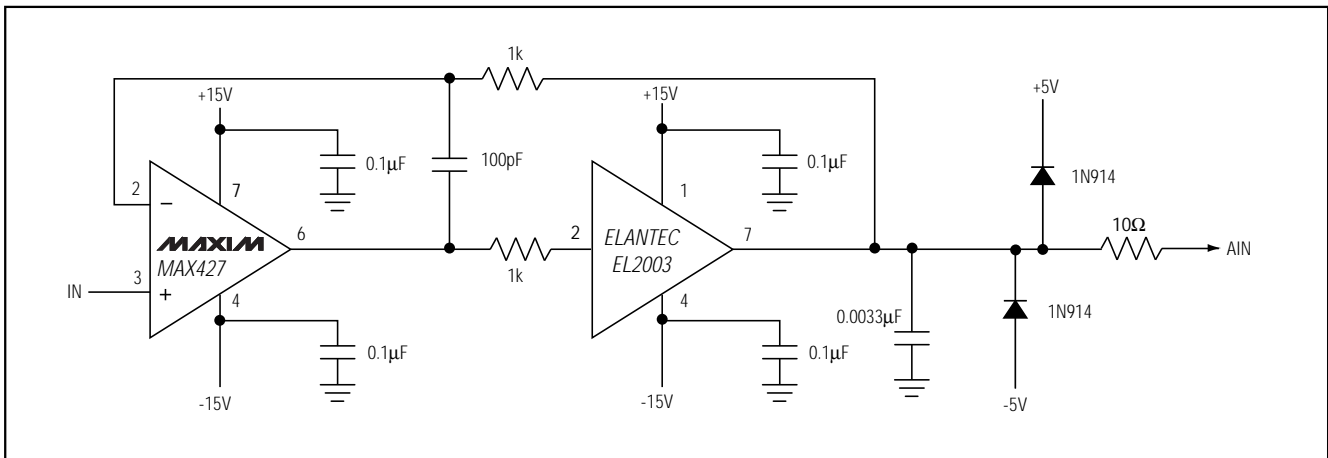 1k
+15V
+15V
+5V
0.1µF
100pF
0.1µF
1N914
2
7
1
−
MAXIM
MAX427
6
2
ELANTEC
EL2003
7
10Ω
AIN
IN
3
+
4
1k
4
0.0033µF
1N914
0.1µF
0.1µF
-15V
-15V
-5V